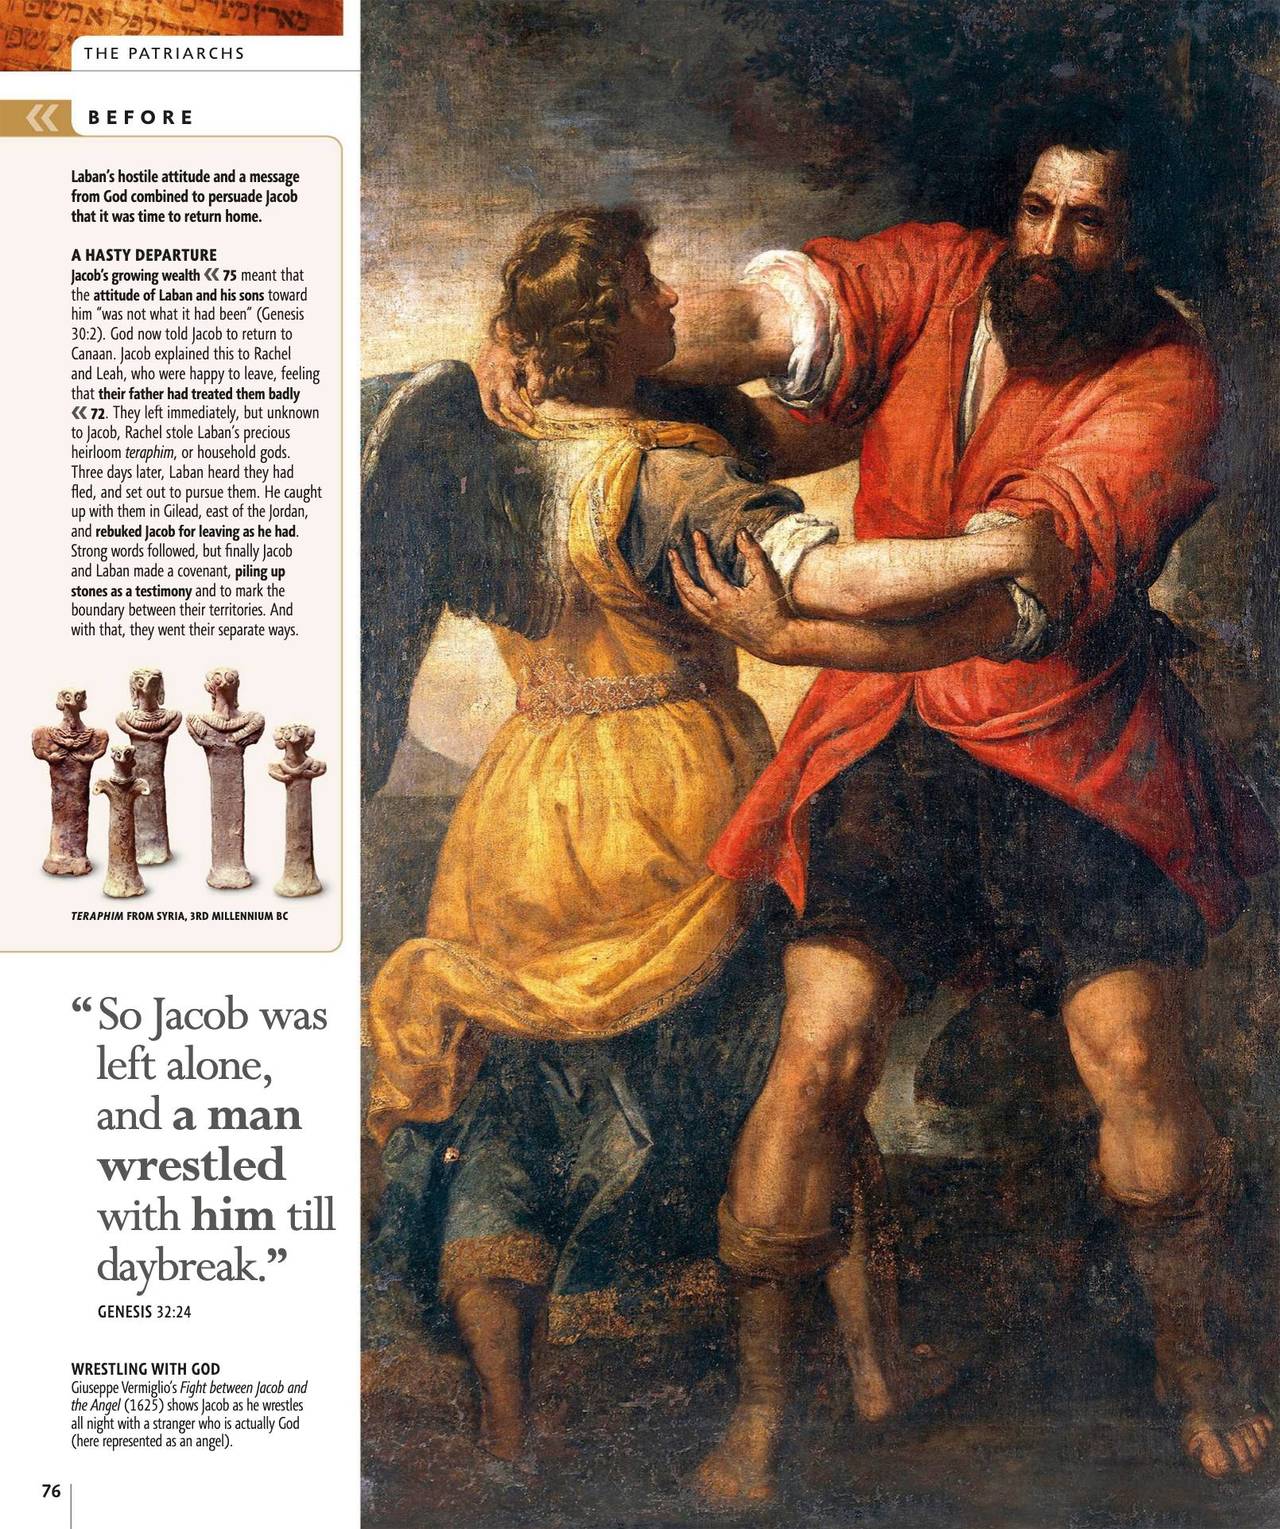 THE PATRIARCHS
« BEFORE
Laban's hostile attitude and a message
from God combined to persuade Jacob
that it was time to return home.
A HASTY DEPARTURE
Jacob's growing wealth « 75 meant that
the attitude of Laban and his sons toward
him “was not what it had been” (Genesis
30:2). God now told Jacob to return to
Canaan. Jacob explained this to Rachel
and Leah, who were happy to leave, feeling
that their father had treated them badly
« 72. They left immediately, but unknown
to Jacob, Rachel stole Laban's precious
heirloom teraphim, or household gods.
Three days later, Laban heard they had
fled, and set out to pursue them. He caught
up with them in Gilead, east of the Jordan,
and rebuked Jacob for leaving as he had.
Strong words followed, but finally Jacob
and Laban made a covenant, piling up
stones as a testimony and to mark the
boundary between their territories. And
with that, they went their separate ways.
TERAPHIM FROM SYRIA, 3RD MILLENNIUM BC
“So Jacob was
left alone,
and a man
wrestled
with him till
daybreak.”
GENESIS 32:24
WRESTLING WITH GOD
Giuseppe Vermiglio's Fight between Jacob and
the Angel (1625) shows Jacob as he wrestles
all night with a stranger who is actually God
(here represented as an angel).
76